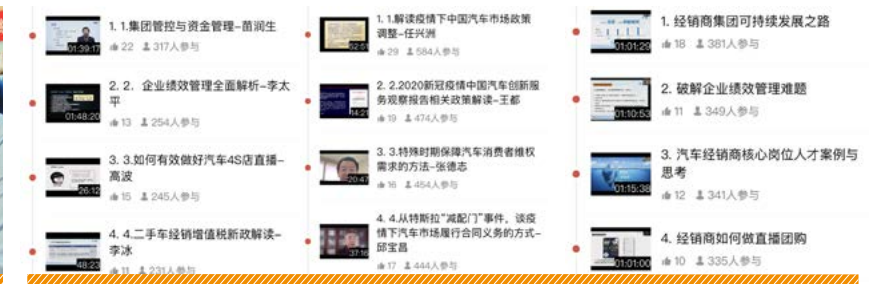 1. 1.集团管控与资金管理-苗润生
01:39:17
22 317人参与
2. 2. 企业绩效管理全面解析-李太
平
01:48:20
13 254人参与
3. 3.如何有效做好汽车4S店直播-
高波
26:12
15 245人参与
4. 4.二手车经销增值税新政解读-
李冰
48:23
11 231人参与
1. 1.解读疫情下中国汽车市场政策
调整-任兴洲
52:51
29 584人参与
2. 2.2020新冠疫情中国汽车创新服
务观察报告相关政策解读-王都
14:21
19 474人参与
3. 3.特殊时期保障汽车消费者维权
需求的方法-张德志
20:47
16 454人参与
4. 4.从特斯拉“减配门”事件，谈疫
情下汽车市场履行合同义务的方式-
邱宝昌
37:16
17 444人参与
1. 经销商集团可持续发展之路
01:01:29
18 381人参与
2. 破解企业绩效管理难题
01:10:53
11 349人参与
3. 汽车经销商核心岗位人才案例与
思考
01:15:38
12 341人参与
4. 经销商如何做直播团购
01:01:00
10 335人参与